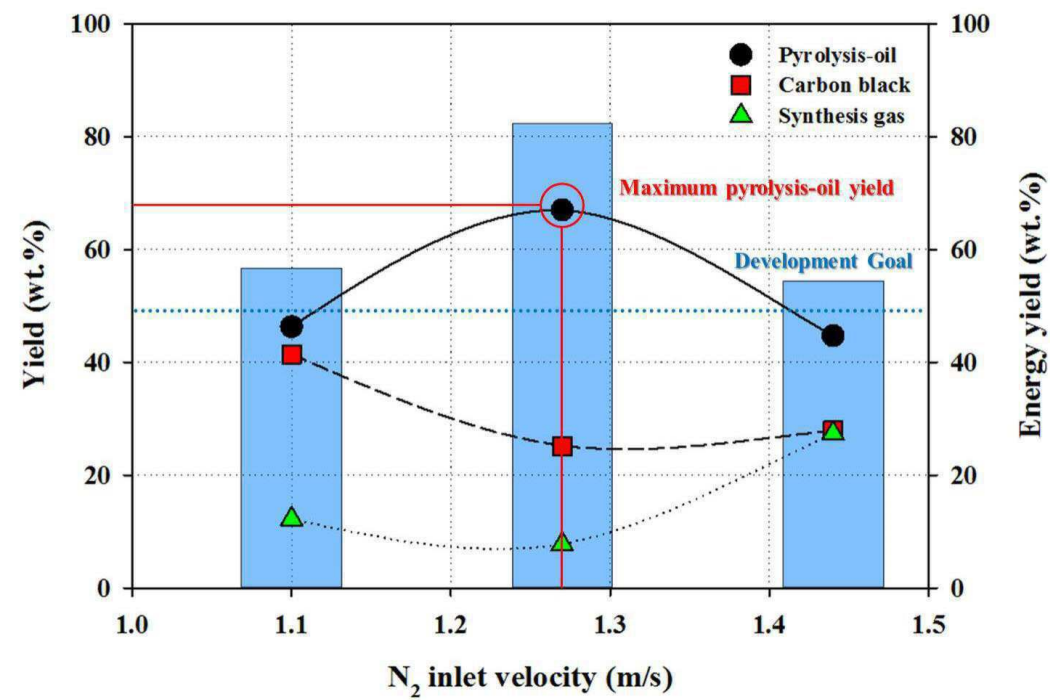 100
80
60
40
20
0
Yield (wt.%)
Pyrolysis-oil
Carbon black
Synthesis gas
Maximum pyrolysis-oil yield
Development Goal
100
80
60
40
20
0
Energy yield (wt.%)
1.0 1.1 1.2 1.3 1.4 1.5
N₂ inlet velocity (m/s)